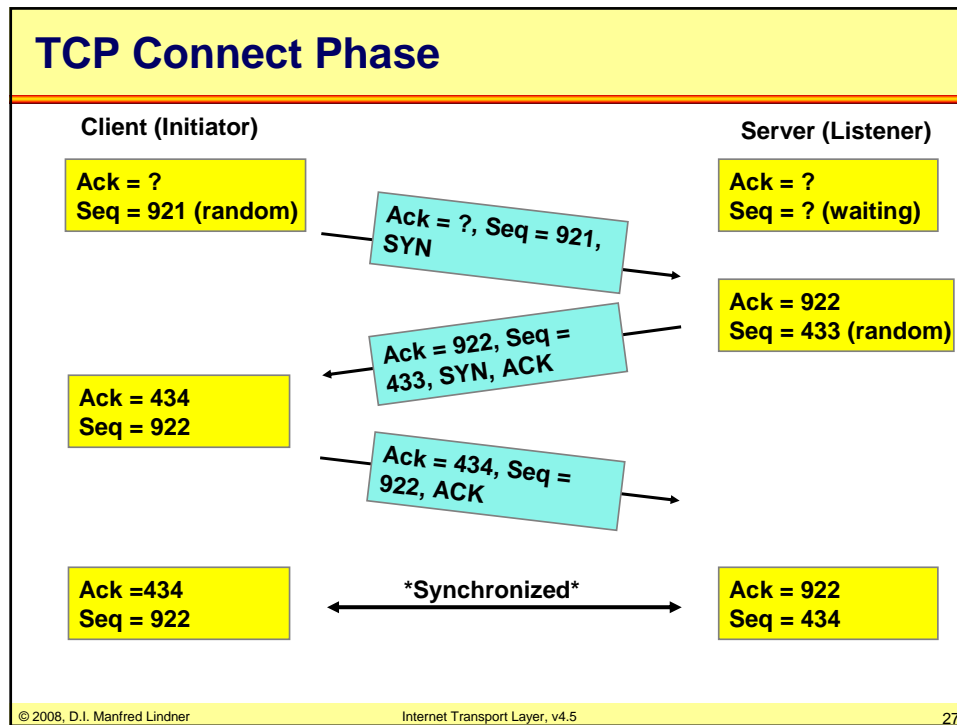 TCP Connect Phase
Client (Initiator)
Server (Listener)
Ack = ?
Seq = 921 (random)
Ack = ?
Seq = ? (waiting)
Ack = ?, Seq = 921,
SYN
Ack = 922
Seq = 433 (random)
Ack = 922, Seq =
433, SYN, ACK
Ack = 434
Seq = 922
Ack = 434, Seq =
922, ACK
Ack =434
Seq = 922
*Synchronized*
Ack = 922
Seq = 434
© 2008, D.I. Manfred Lindner
Internet Transport Layer, v4.5
27